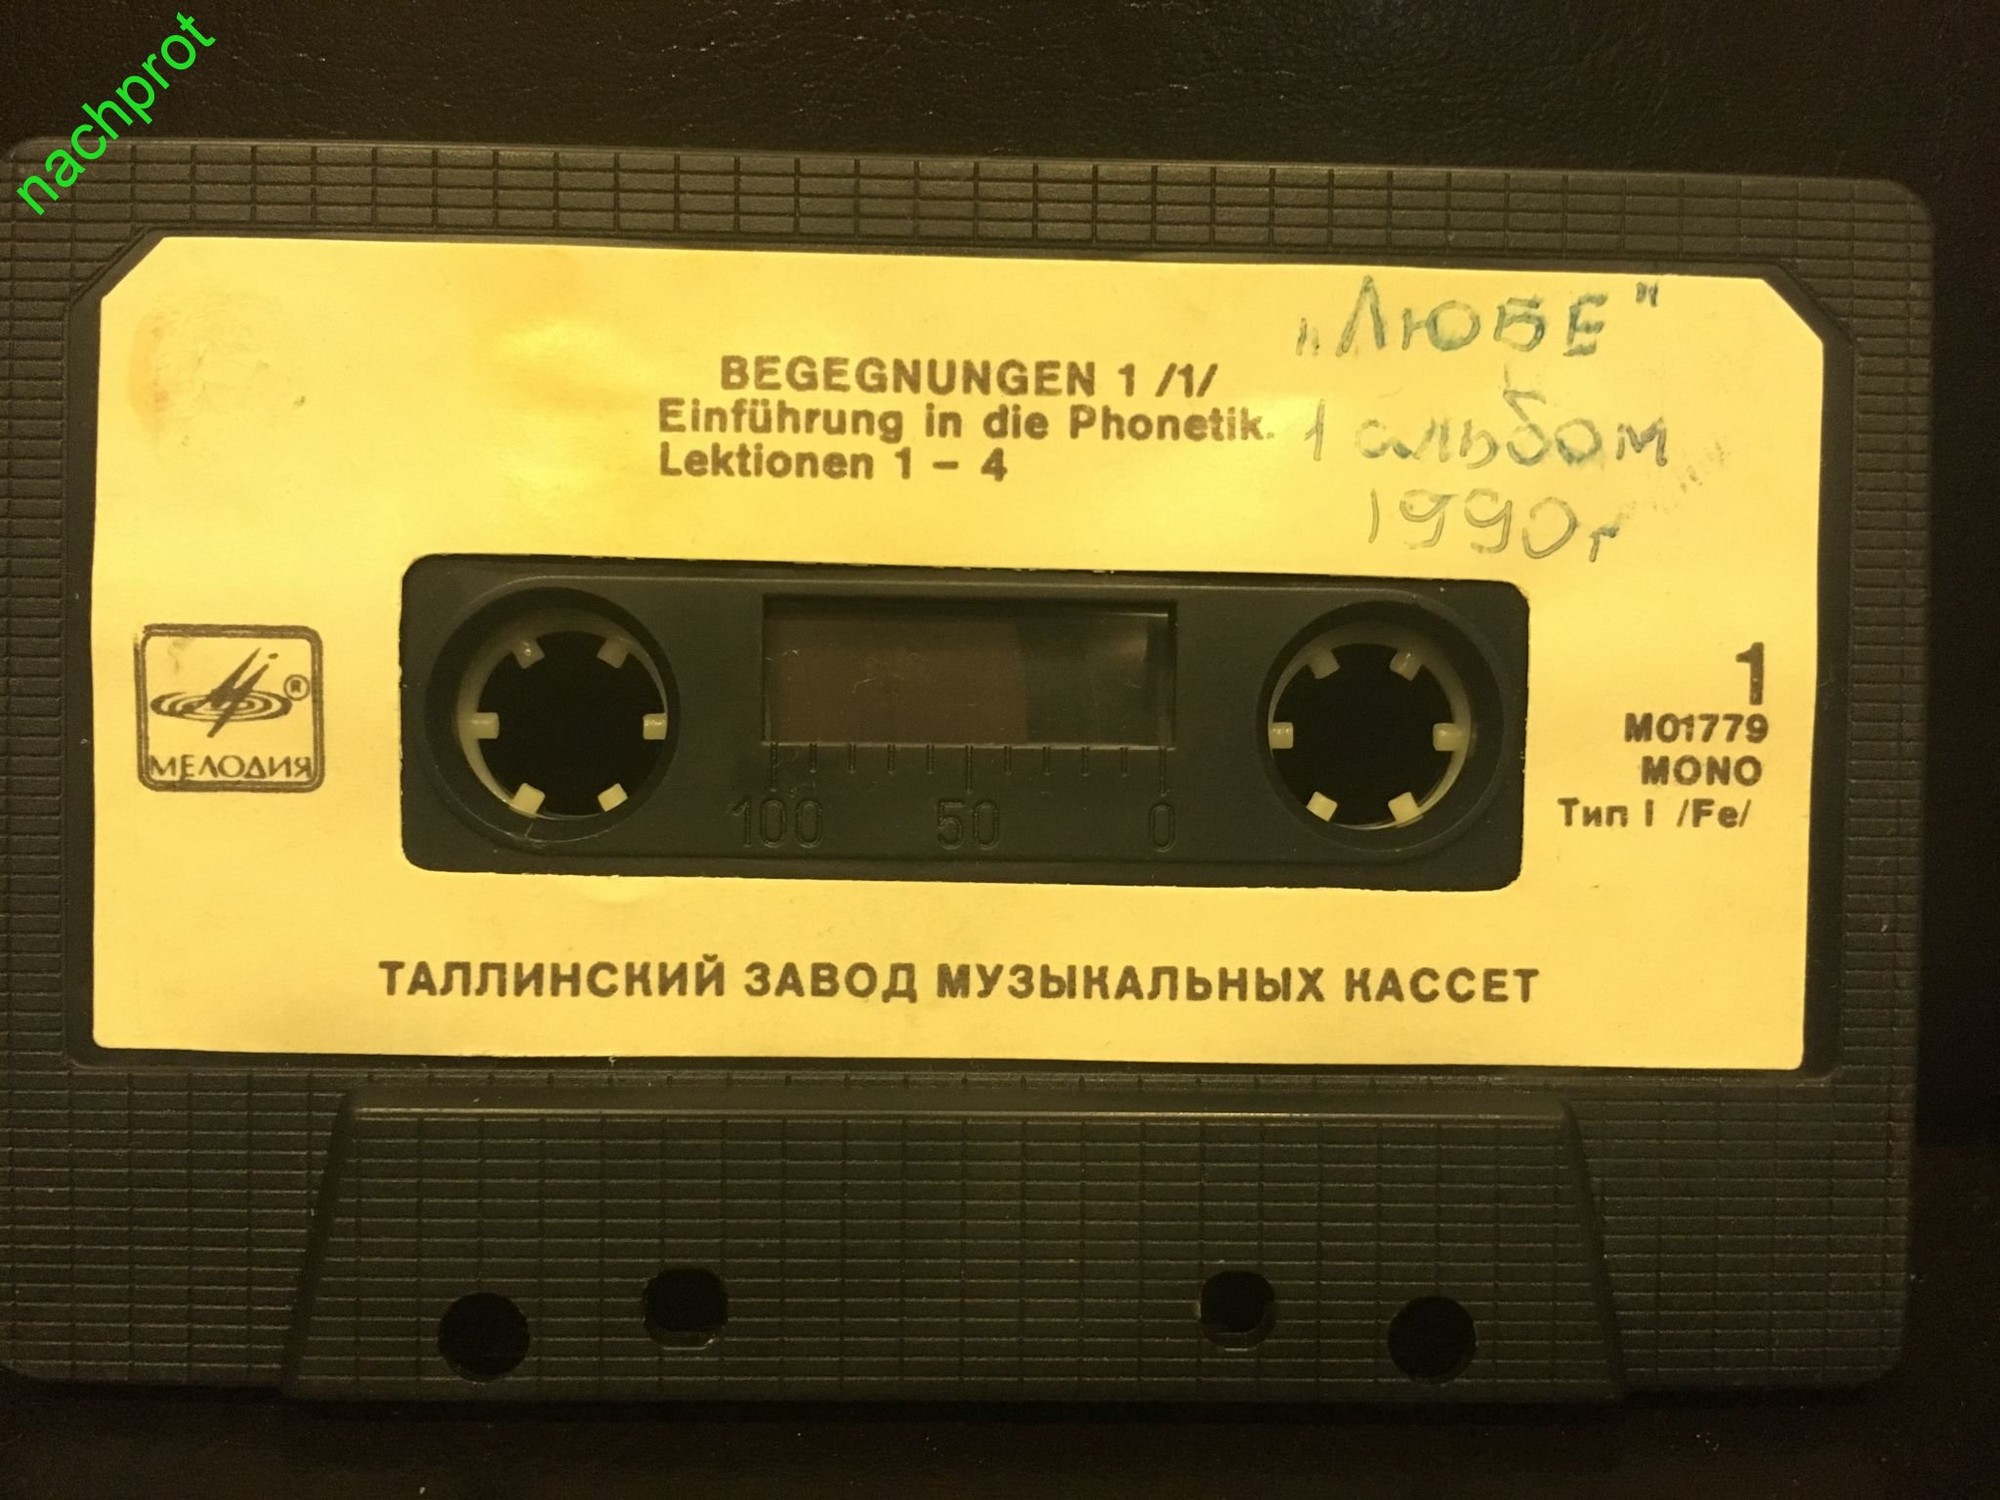 nachprot
„ЛЮБЕ"
BEGEGNUNGEN 1 /1/
Einführung in die Phonetik.
Lektionen 1 – 4
1 альбом
1990г
МЕЛОДИЯ
®
1
М01779
MONO
Тип I /Fe/
100 50 0
ТАЛЛИНСКИЙ ЗАВОД МУЗЫКАЛЬНЫХ КАССЕТ